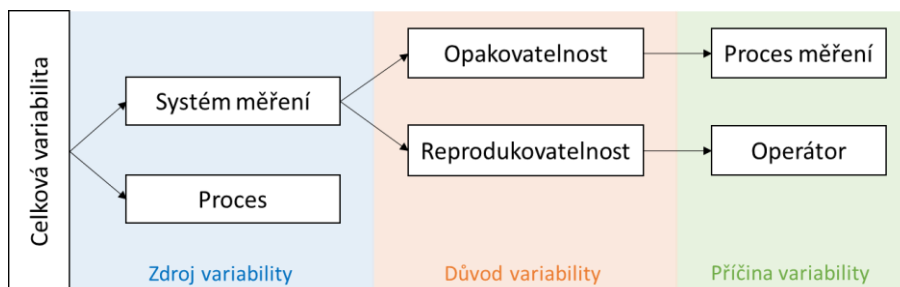 Celková variabilita
Systém měření
Proces
Zdroj variability
Opakovatelnost
Reprodukovatelnost
Důvod variability
Proces měření
Operátor
Příčina variability